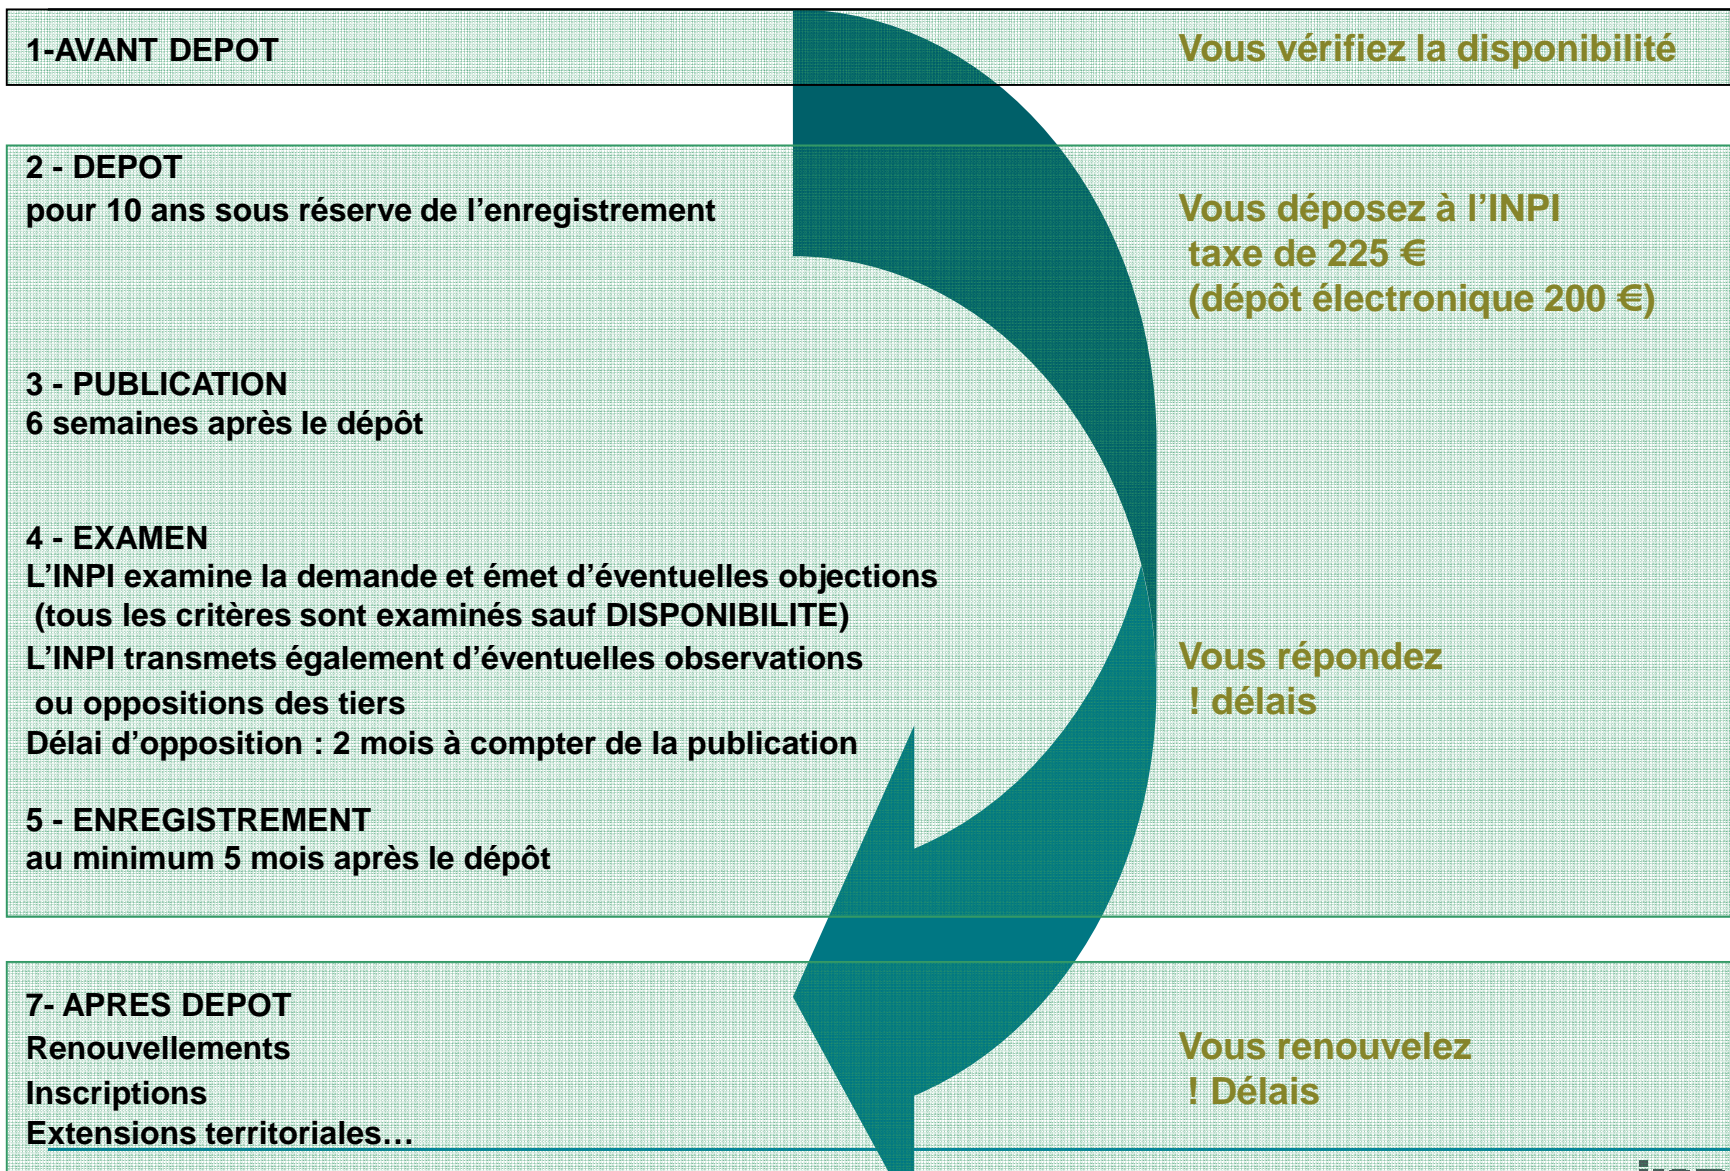 1-AVANT DEPOT
Vous vérifiez la disponibilité
2 - DEPOT
pour 10 ans sous réserve de l’enregistrement
Vous déposez à l’INPI
taxe de 225 €
(dépôt électronique 200 €)
3 - PUBLICATION
6 semaines après le dépôt
4 - EXAMEN
L’INPI examine la demande et émet d’éventuelles objections
(tous les critères sont examinés sauf DISPONIBILITE)
L’INPI transmets également d’éventuelles observations
ou oppositions des tiers
Délai d’opposition : 2 mois à compter de la publication
Vous répondez
! délais
5 - ENREGISTREMENT
au minimum 5 mois après le dépôt
7- APRES DEPOT
Renouvellements
Inscriptions
Extensions territoriales…
Vous renouvelez
! Délais